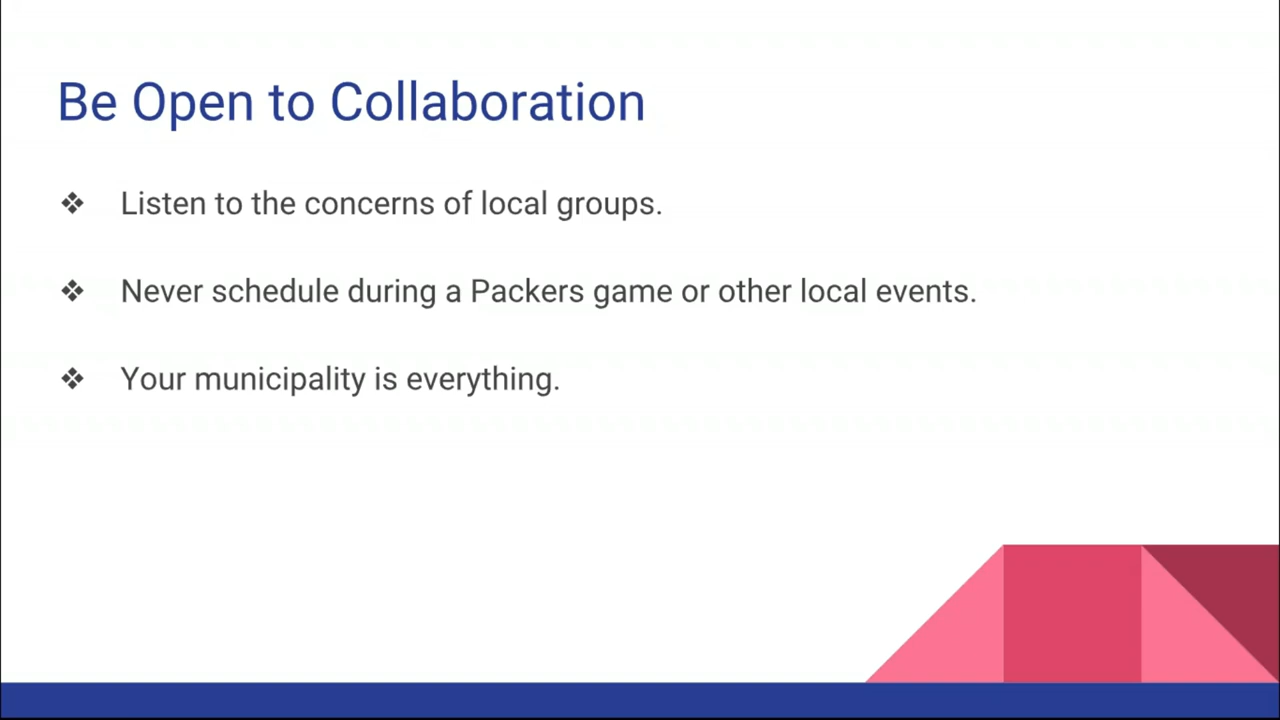 Be Open to Collaboration
❖ Listen to the concerns of local groups.
❖ Never schedule during a Packers game or other local events.
❖ Your municipality is everything.